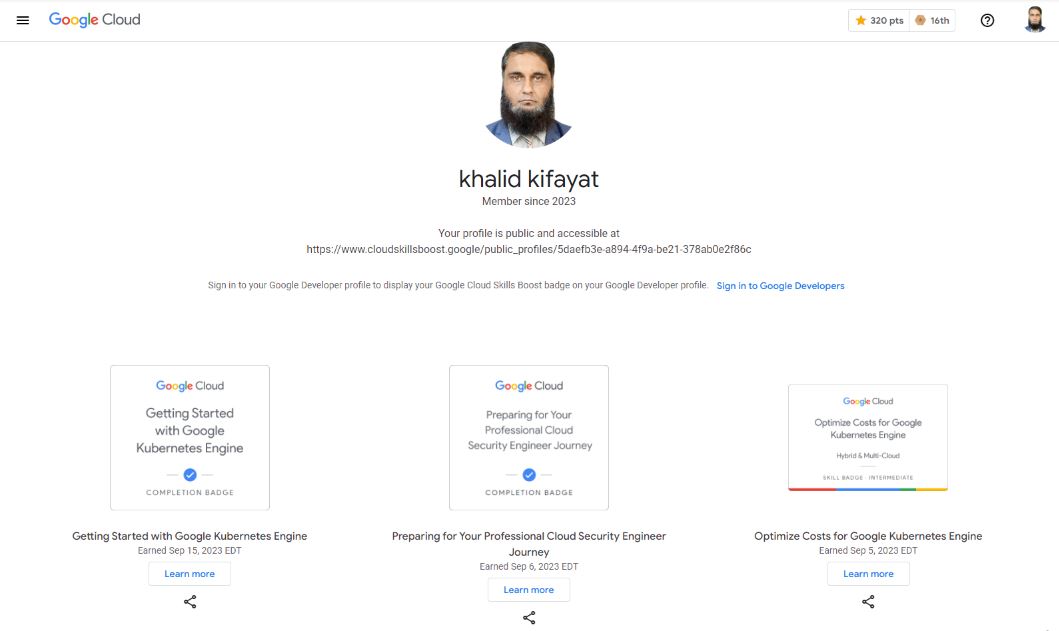 Google Cloud
320 pts
16th
khalid kifayat
Member since 2023
Your profile is public and accessible at
https://www.cloudskillsboost.google/public_profiles/5daefb3e-a894-4f9a-be21-378ab0e2f86c
Sign in to your Google Developer profile to display your Google Cloud Skills Boost badge on your Google Developer profile. Sign in to Google Developers
Google Cloud
Getting Started
with Google
Kubernetes Engine
COMPLETION BADGE
Getting Started with Google Kubernetes Engine
Earned Sep 15, 2023 EDT
Learn more
Google Cloud
Preparing for Your
Professional Cloud
Security Engineer Journey
COMPLETION BADGE
Preparing for Your Professional Cloud Security Engineer
Journey
Earned Sep 6, 2023 EDT
Learn more
Google Cloud
Optimize Costs for Google
Kubernetes Engine
Hybrid & Multi-Cloud
SKILL BADGE · INTERMEDIATE
Optimize Costs for Google Kubernetes Engine
Earned Sep 5, 2023 EDT
Learn more